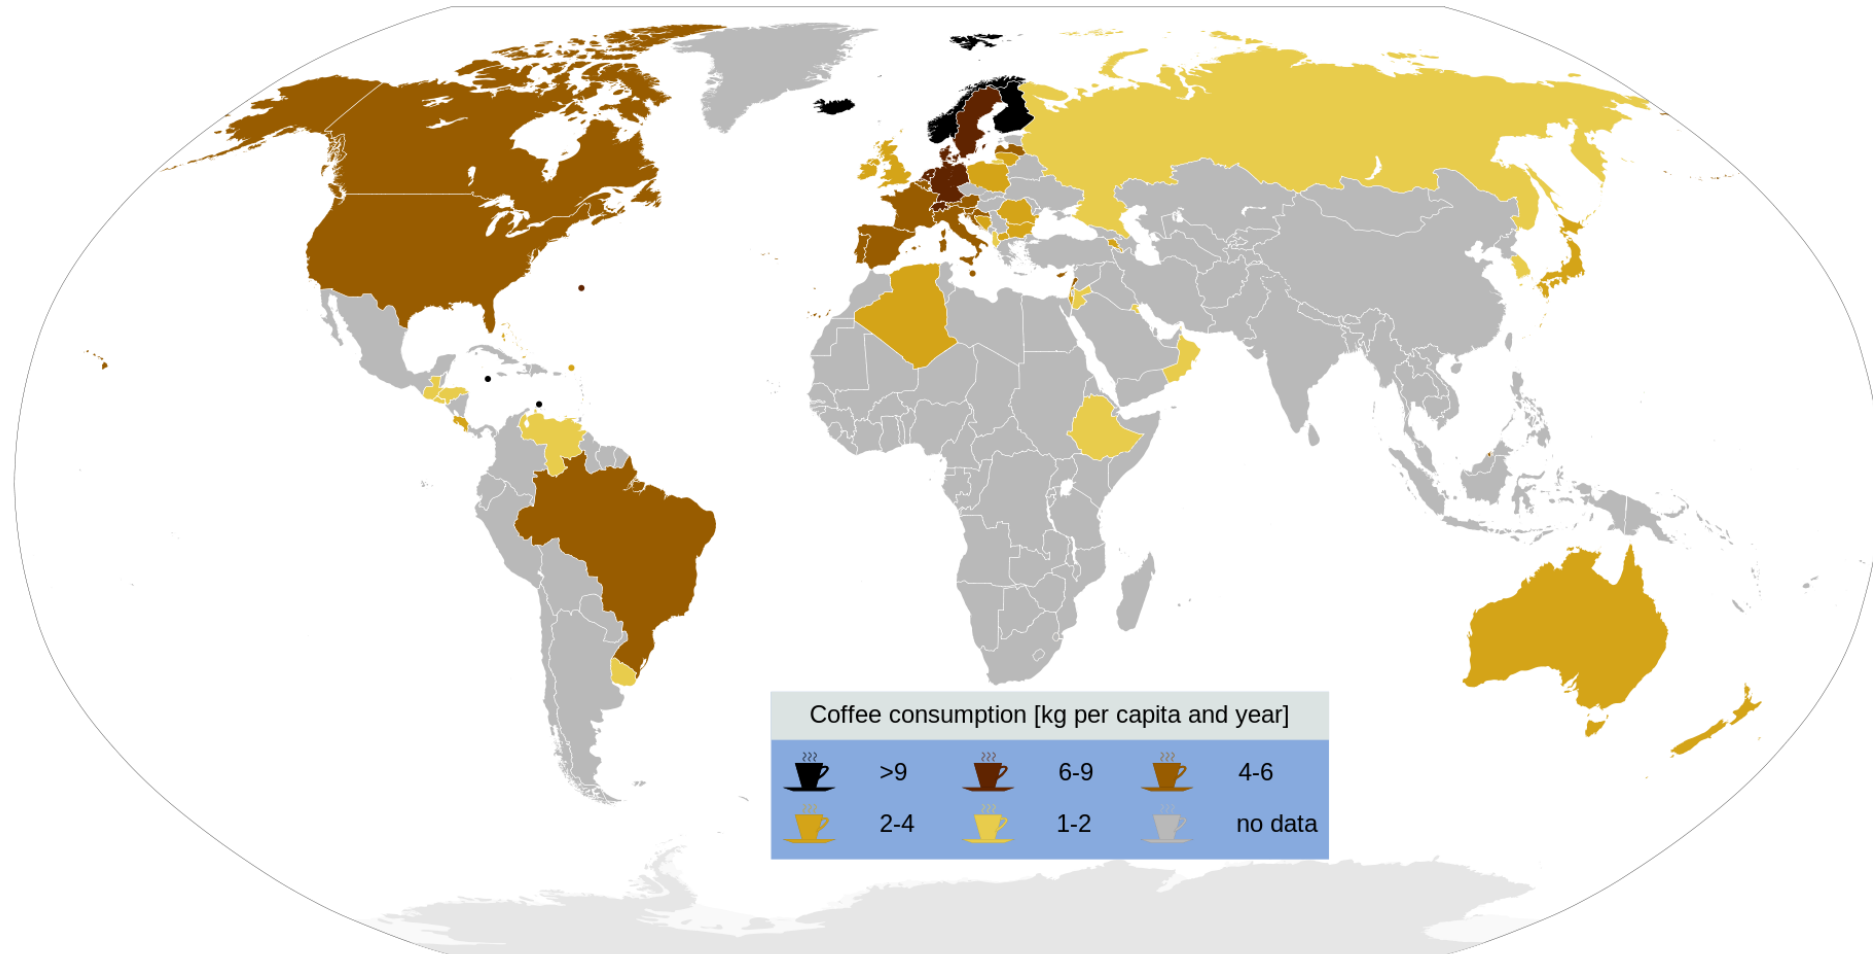 Coffee consumption [kg per capita and year]
>9 6-9 4-6
2-4 1-2 no data